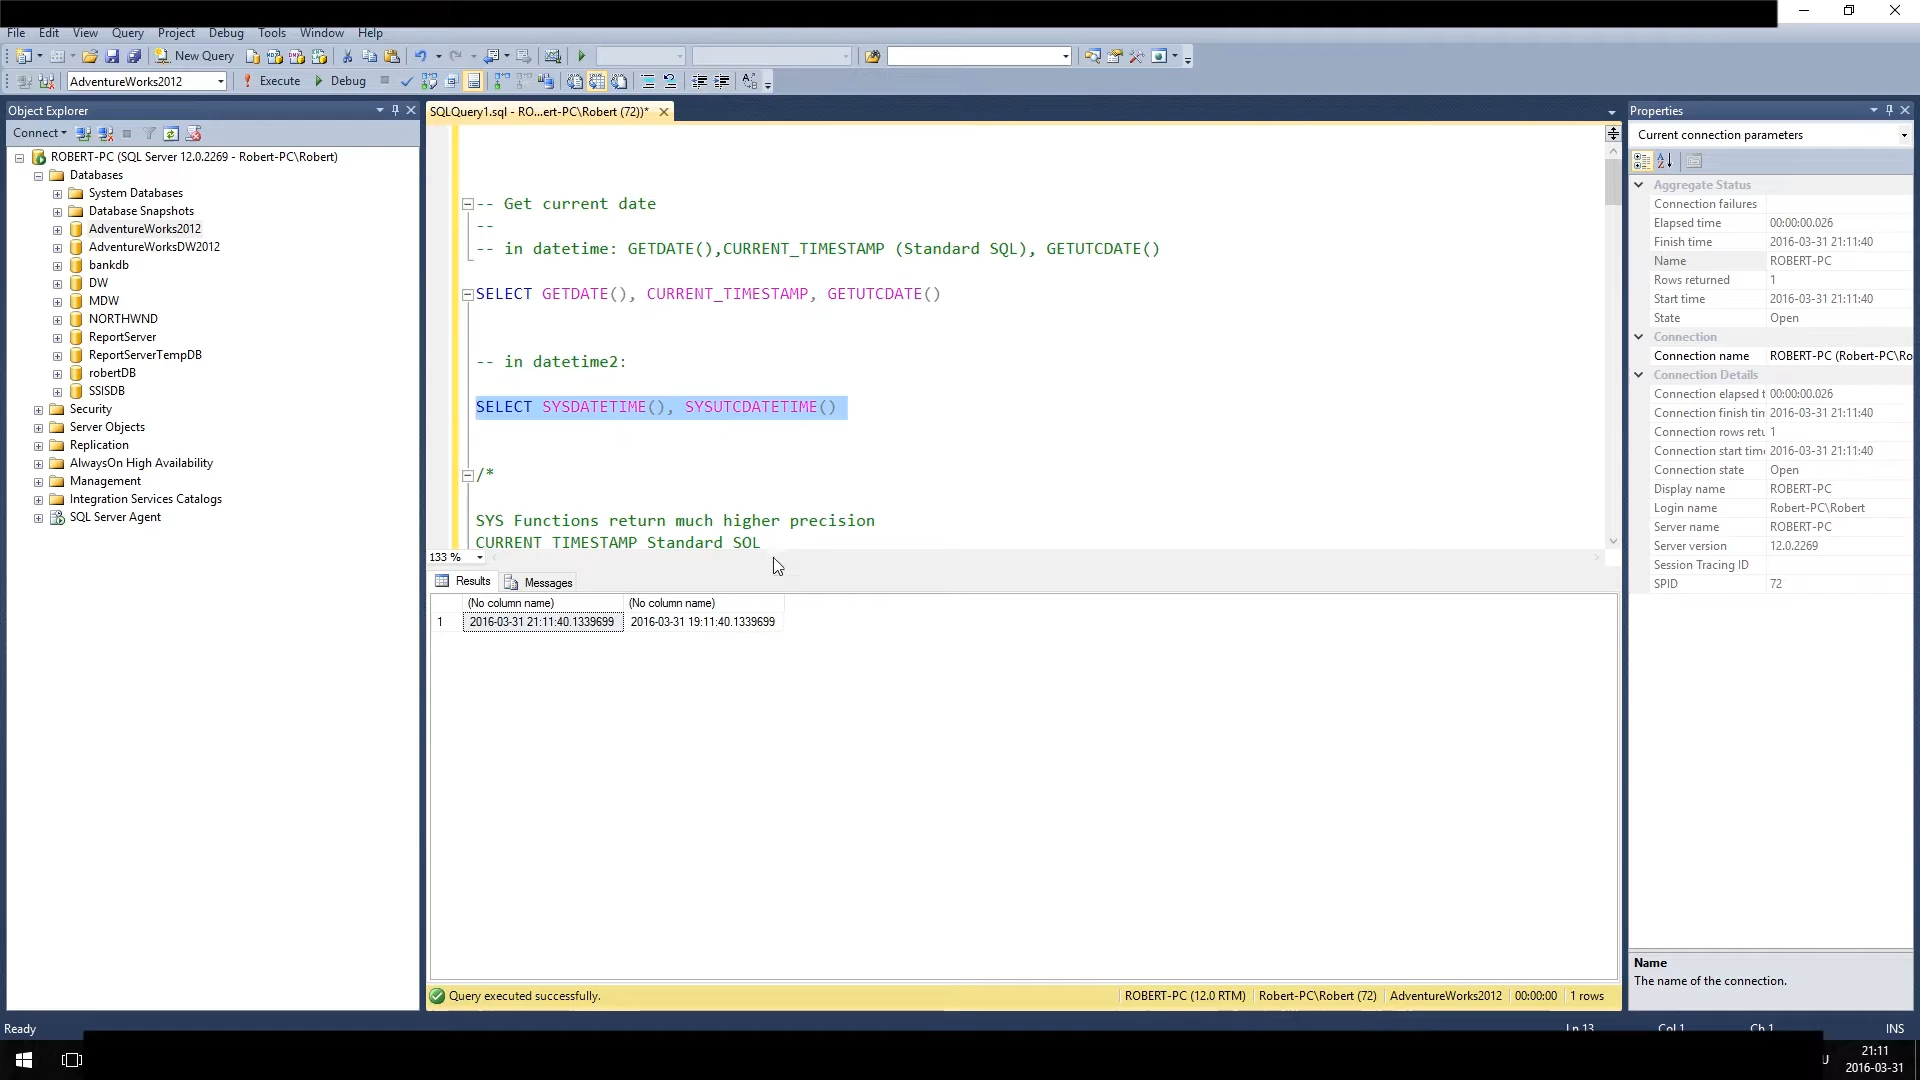 File Edit View Query Project Debug Tools Window Help
New Query
AdventureWorks2012 Execute Debug
Object Explorer
Connect
ROBERT-PC (SQL Server 12.0.2269 - Robert-PC\Robert)
Databases
System Databases
Database Snapshots
AdventureWorks2012
AdventureWorksDW2012
bankdb
DW
MDW
NORTHWND
ReportServer
ReportServerTempDB
robertDB
SSISDB
Security
Server Objects
Replication
AlwaysOn High Availability
Management
Integration Services Catalogs
SQL Server Agent
SQLQuery1.sql - RO...ert-PC\Robert (72))*
-- Get current date
--
-- in datetime: GETDATE(),CURRENT_TIMESTAMP (Standard SQL), GETUTCDATE()
SELECT GETDATE(), CURRENT_TIMESTAMP, GETUTCDATE()
-- in datetime2:
SELECT SYSDATETIME(), SYSUTCDATETIME()
/*
SYS Functions return much higher precision
CURRENT_TIMESTAMP Standard SQL
133 %
Results Messages
(No column name) (No column name)
1 2016-03-31 21:11:40.1339699 2016-03-31 19:11:40.1339699
Query executed successfully. ROBERT-PC (12.0 RTM) Robert-PC\Robert (72) AdventureWorks2012 00:00:00 1 rows
Properties
Current connection parameters
Aggregate Status
Connection failures
Elapsed time 00:00:00.026
Finish time 2016-03-31 21:11:40
Name ROBERT-PC
Rows returned 1
Start time 2016-03-31 21:11:40
State Open
Connection
Connection name ROBERT-PC (Robert-PC\Ro
Connection Details
Connection elapsed t 00:00:00.026
Connection finish tim 2016-03-31 21:11:40
Connection rows retu 1
Connection start time 2016-03-31 21:11:40
Connection state Open
Display name ROBERT-PC
Login name Robert-PC\Robert
Server name ROBERT-PC
Server version 12.0.2269
Session Tracing ID
SPID 72
Name
The name of the connection.
Ready Ln 13 Col 1 Ch 1 INS
21:11
2016-03-31